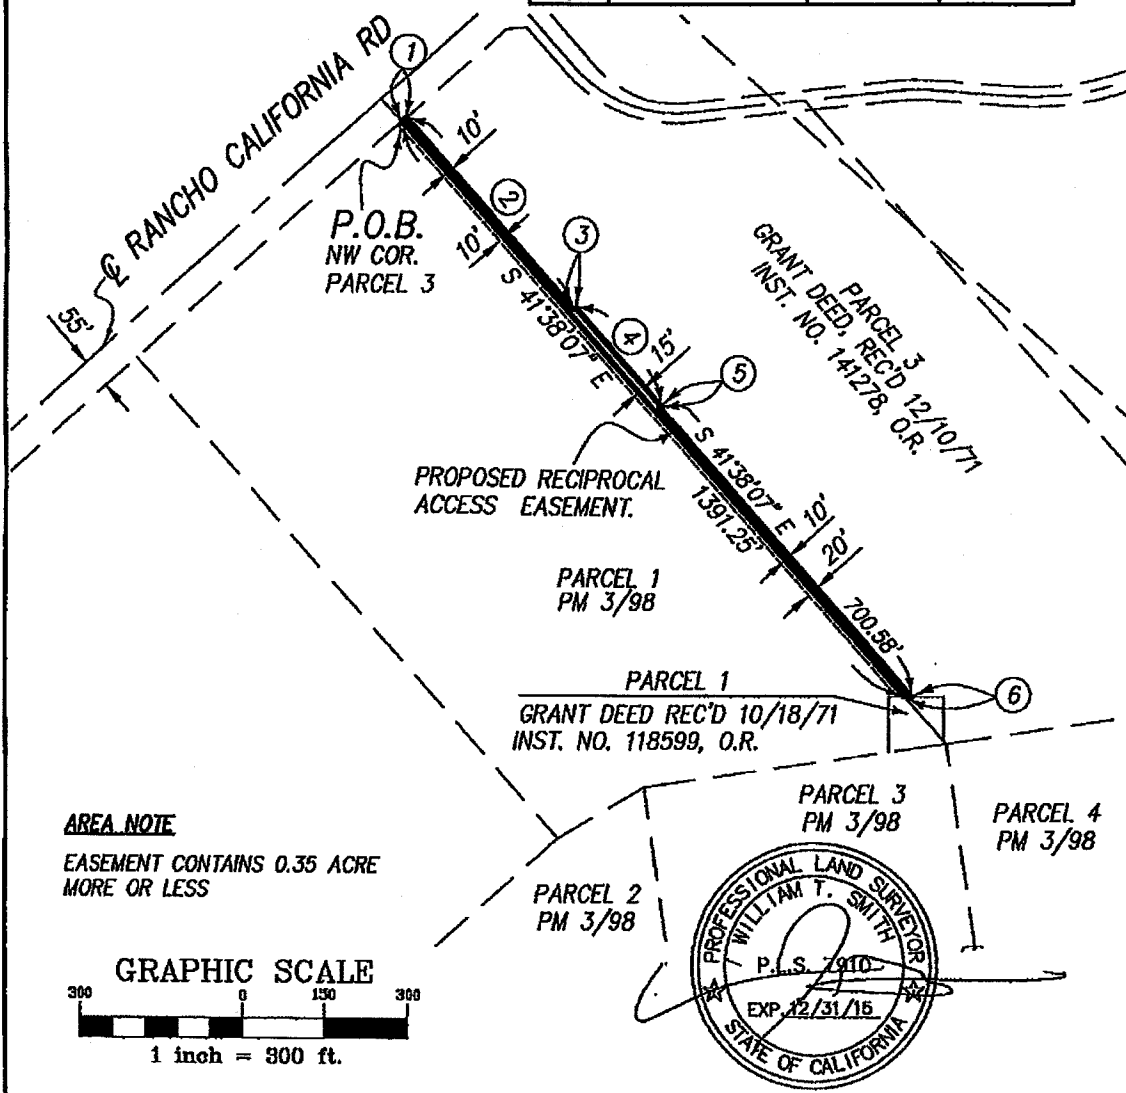 ℄ RANCHO CALIFORNIA RD
1
10'
55'
P.O.B.
NW COR.
PARCEL 3
10'
2
3
S 41°38'07" E
4
15'
5
PARCEL 3
GRANT DEED, REC'D 12/10/71
INST. NO. 141278, O.R.
PROPOSED RECIPROCAL
ACCESS EASEMENT.
S 41°38'07" E
1391.25'
10'
20'
700.58'
PARCEL 1
PM 3/98
6
PARCEL 1
GRANT DEED REC'D 10/18/71
INST. NO. 118599, O.R.
PARCEL 3
PM 3/98
PARCEL 4
PM 3/98
AREA NOTE
EASEMENT CONTAINS 0.35 ACRE
MORE OR LESS
PARCEL 2
PM 3/98
PROFESSIONAL LAND SURVEYOR
WILLIAM T. SMITH
P.L.S. 7910
EXP. 12/31/15
STATE OF CALIFORNIA
GRAPHIC SCALE
300 0 150 300
1 inch = 300 ft.